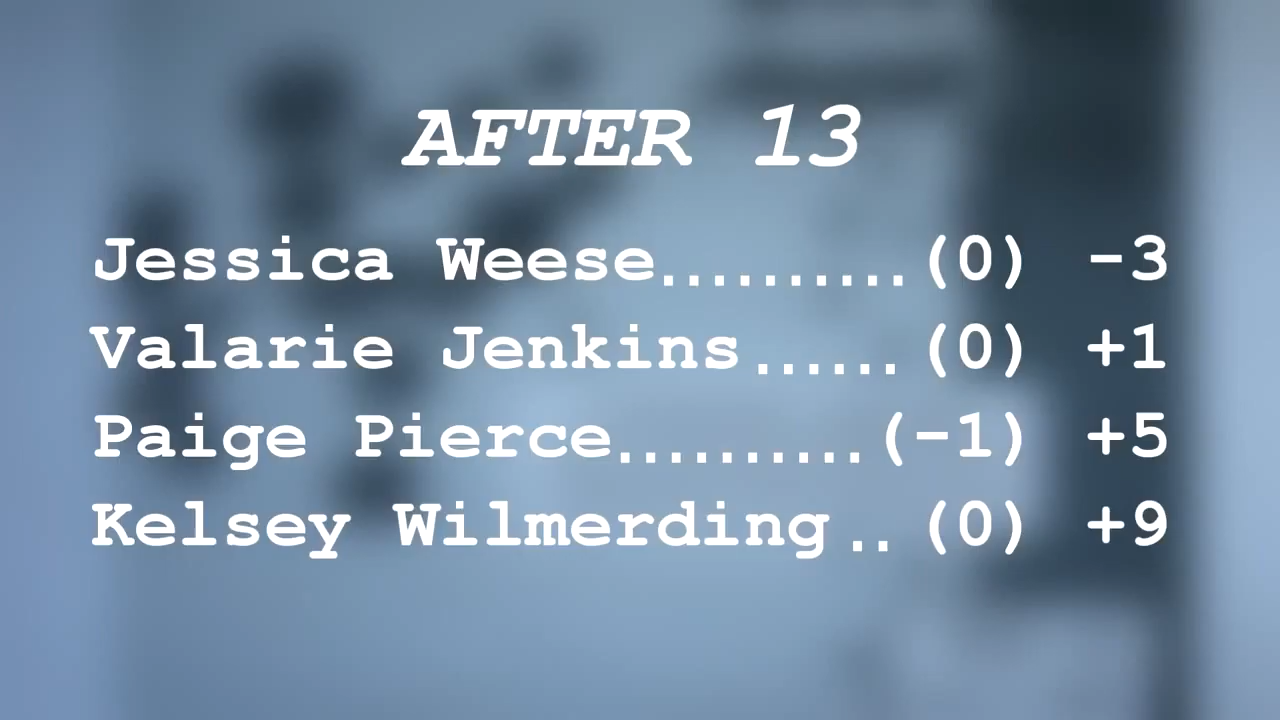 AFTER 13
Jessica Weese..........(0) -3
Valarie Jenkins......(0) +1
Paige Pierce..........(-1) +5
Kelsey Wilmerding..(0) +9